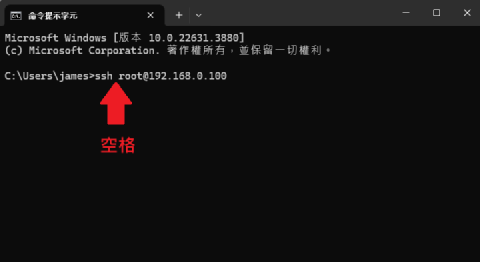 命令提示字元
Microsoft Windows [版本 10.0.22631.3880]
(c) Microsoft Corporation. 著作權所有，並保留一切權利。
C:\Users\james>ssh root@192.168.0.100
空格